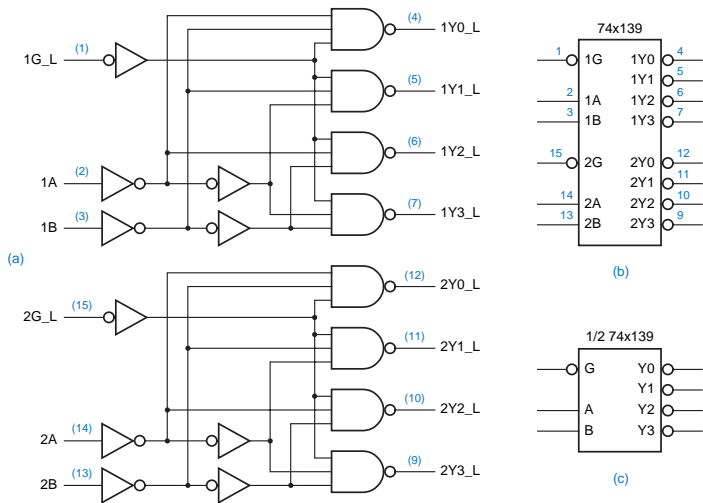 (4)
1Y0_L
(1)
1G_L
(5)
1Y1_L
(6)
1Y2_L
(2)
1A
(7)
1Y3_L
(3)
1B
(a)
(12)
2Y0_L
(15)
2G_L
(11)
2Y1_L
(10)
2Y2_L
(14)
2A
(9)
2Y3_L
(13)
2B
74x139
1 1G 1Y0 4
1Y1 5
2 1A 1Y2 6
3 1B 1Y3 7
15 2G 2Y0 12
2Y1 11
14 2A 2Y2 10
13 2B 2Y3 9
(b)
1/2 74x139
G Y0
Y1
A Y2
B Y3
(c)